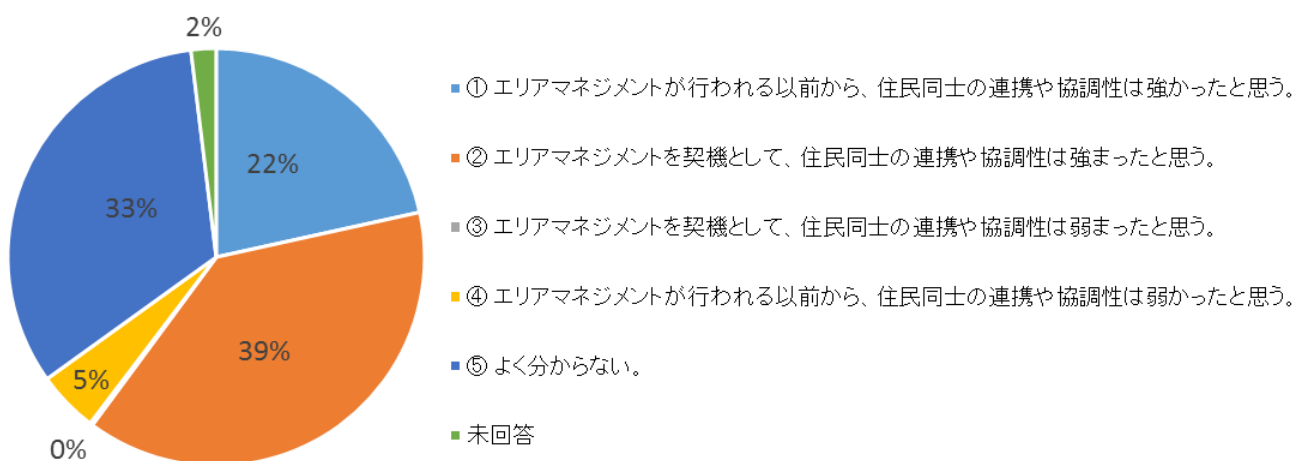 2%
22%
33%
39%
5%
0%
① エリアマネジメントが行われる以前から、住民同士の連携や協調性は強かったと思う。
② エリアマネジメントを契機として、住民同士の連携や協調性は強まったと思う。
③ エリアマネジメントを契機として、住民同士の連携や協調性は弱まったと思う。
④ エリアマネジメントが行われる以前から、住民同士の連携や協調性は弱かったと思う。
⑤ よく分からない。
未回答